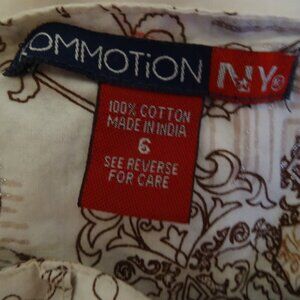 OMMOTiON NY®
100% COTTON
MADE IN INDIA
6
SEE REVERSE
FOR CARE